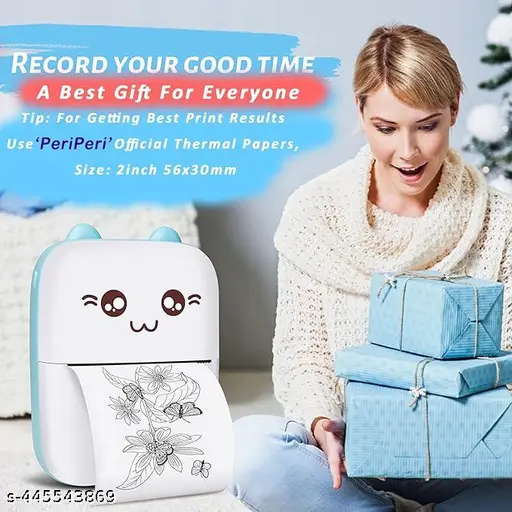 RECORD YOUR GOOD TIME
A Best Gift For Everyone
Tip: For Getting Best Print Results
Use 'PeriPeri' Official Thermal Papers,
Size: 2inch 56x30mm
s-445543869